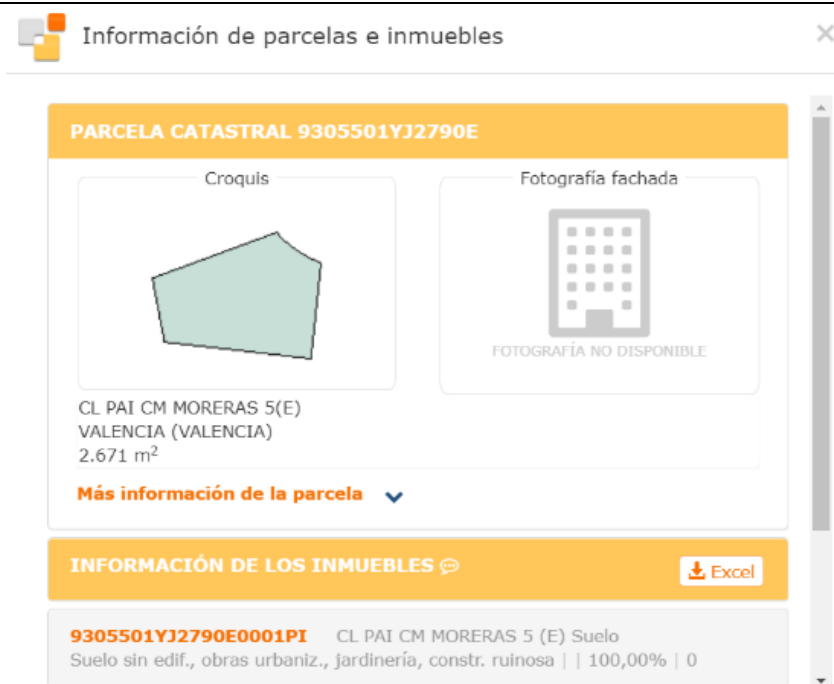 Información de parcelas e inmuebles
PARCELA CATASTRAL 9305501YJ2790E
Croquis
Fotografía fachada
FOTOGRAFÍA NO DISPONIBLE
CL PAI CM MORERAS 5(E)
VALENCIA (VALENCIA)
2.671 m²
Más información de la parcela
INFORMACIÓN DE LOS INMUEBLES
Excel
9305501YJ2790E0001PI CL PAI CM MORERAS 5 (E) Suelo
Suelo sin edif., obras urbaniz., jardinería, constr. ruinosa | | 100,00% | 0